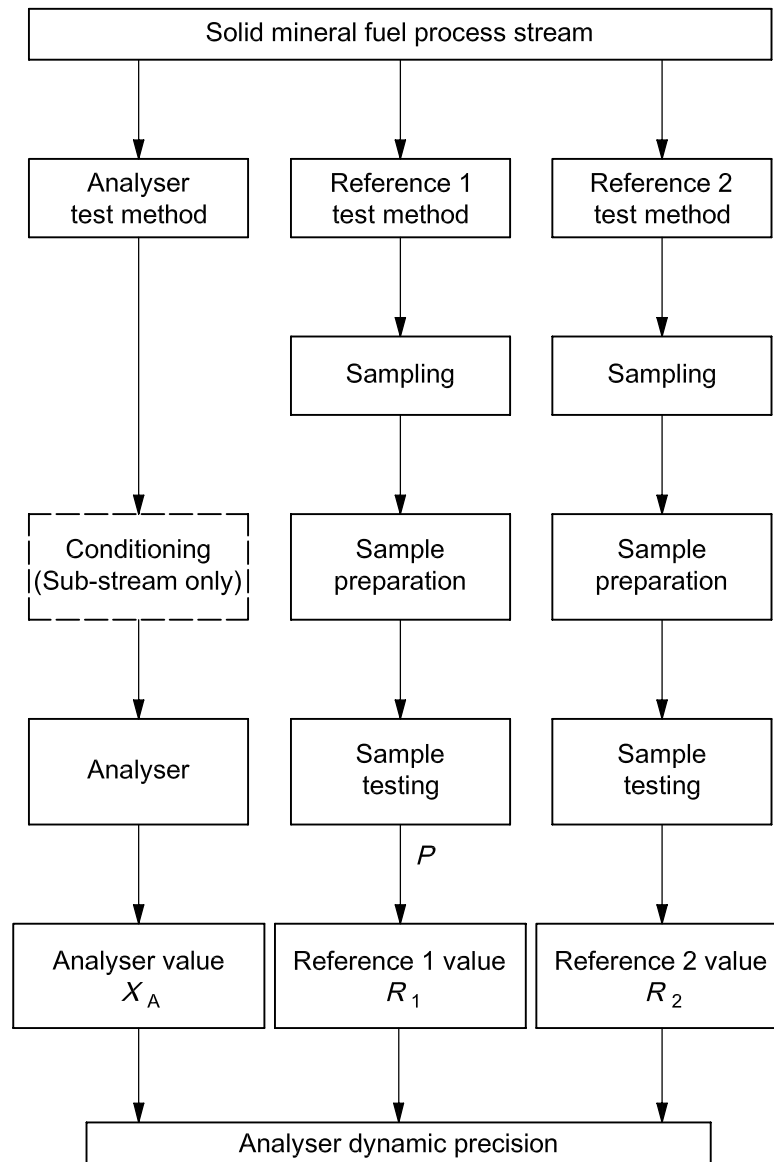 Solid mineral fuel process stream
Analyser
test method
Reference 1
test method
Reference 2
test method
Sampling
Sampling
Conditioning
(Sub-stream only)
Sample
preparation
Sample
preparation
Analyser
Sample
testing
Sample
testing
P
Analyser value
X A
Reference 1 value
R 1
Reference 2 value
R 2
Analyser dynamic precision